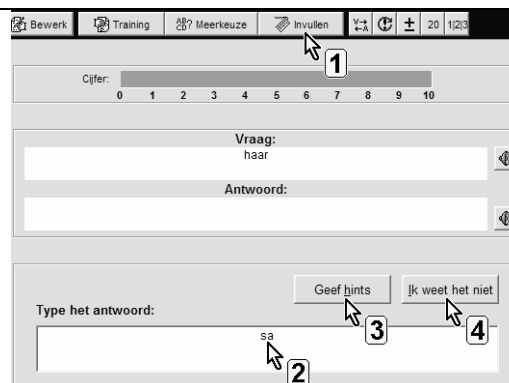 Bewerk Training AB? Meerkeuze Invullen V→ ←A ± 20 1|2|3
1
Cijfer:
0 1 2 3 4 5 6 7 8 9 10
Vraag:
haar
Antwoord:
Geef hints Ik weet het niet
3 4
Type het antwoord:
sa
2